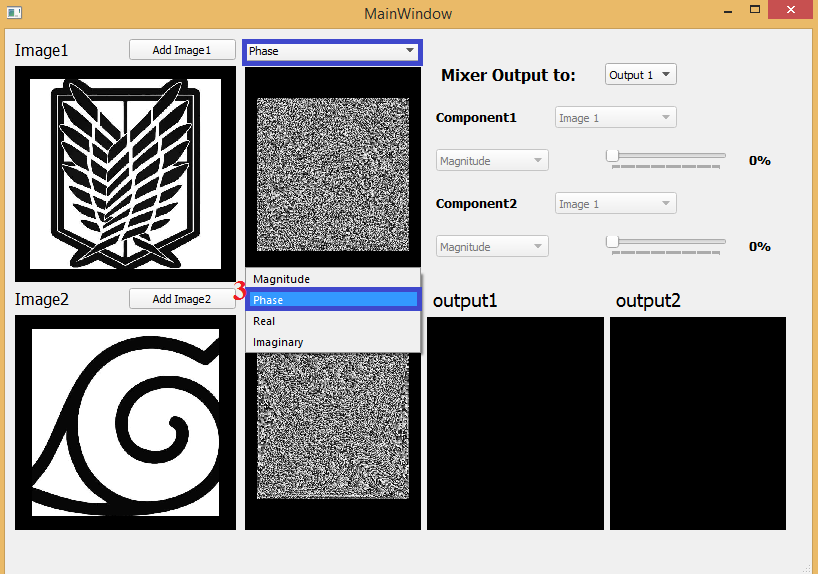 MainWindow
Image1
Add Image1
Phase
Mixer Output to:
Output 1
Component1
Image 1
Magnitude
0%
Component2
Image 1
Magnitude
0%
Image2
Add Image2
3
Magnitude
Phase
Real
Imaginary
output1
output2